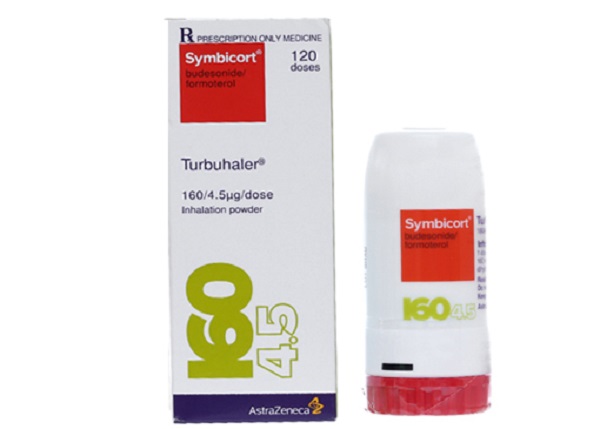 ℞ PRESCRIPTION ONLY MEDICINE
Symbicort®
budesonide/
formoterol
120
doses
Turbuhaler®
160/4.5µg/dose
Inhalation powder
160
4.5
AstraZeneca
Symbicort®
budesonide/
formoterol
160 4.5